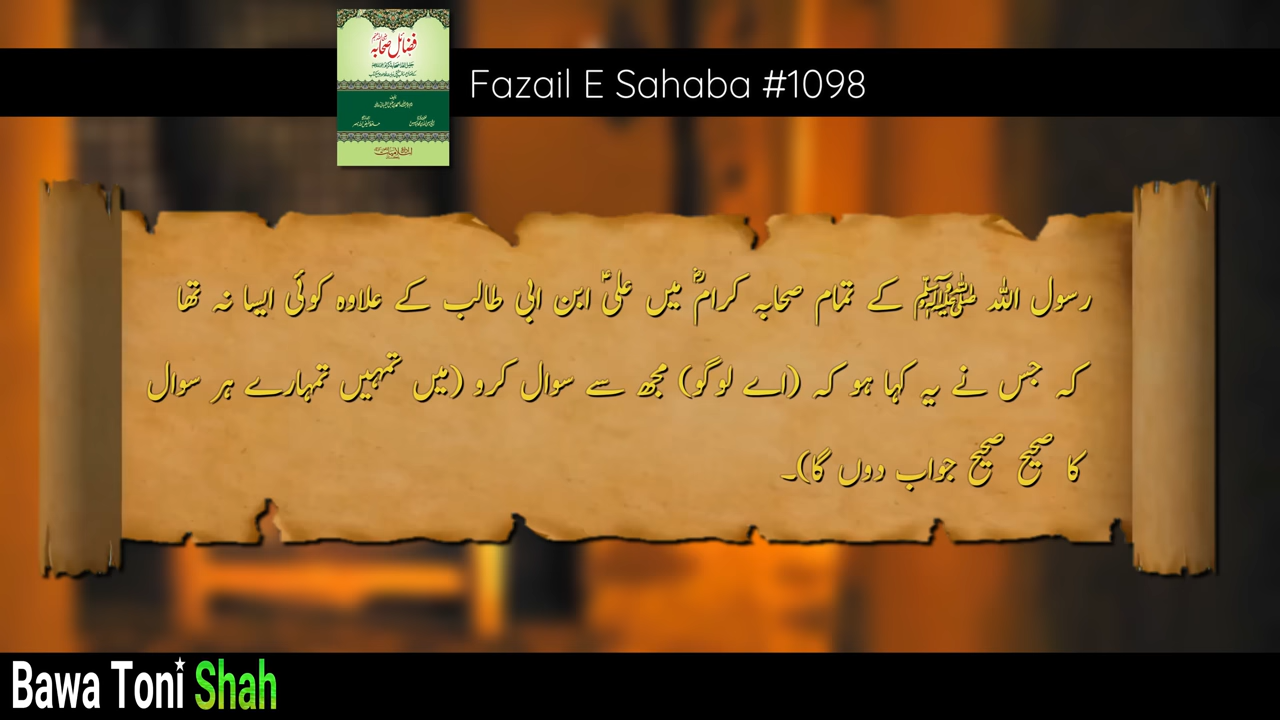 فضائلِ صحابہ
Fazail E Sahaba #1098
رسول اللہ ﷺ کے تمام صحابہ کرامؓ میں علیؑ ابن ابی طالب کے علاوہ کوئی ایسا نہ تھا
کہ جس نے یہ کہا ہو کہ (اے لوگو) مجھ سے سوال کرو (میں تمہیں تمہارے ہر سوال
کا صحیح صحیح جواب دوں گا)۔
Bawa Toni Shah